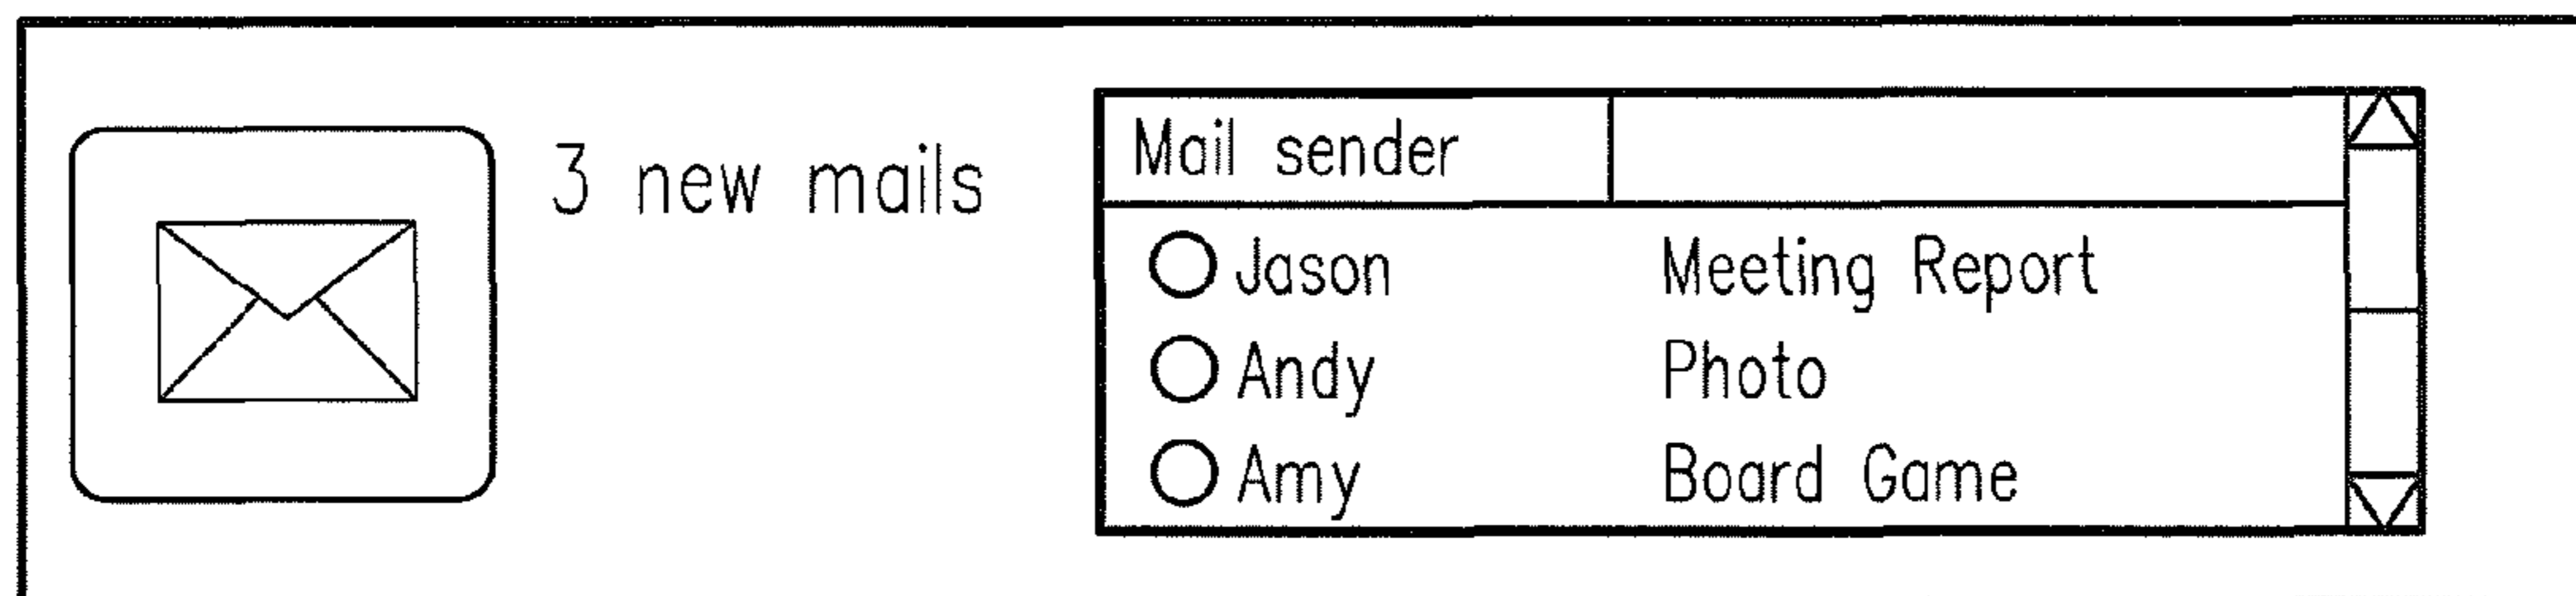 3 new mails
Mail sender
Jason Meeting Report
Andy Photo
Amy Board Game